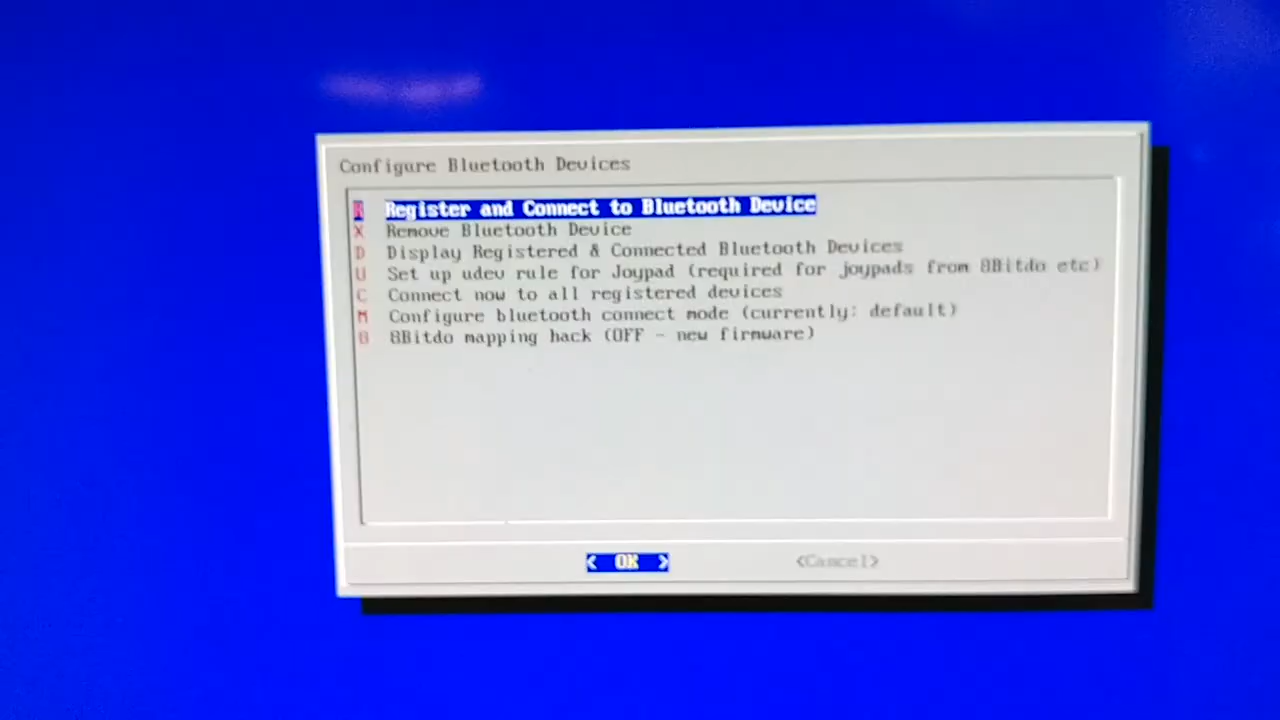 Configure Bluetooth Devices
R Register and Connect to Bluetooth Device
X Remove Bluetooth Device
D Display Registered & Connected Bluetooth Devices
U Set up udev rule for Joypad (required for joypads from 8Bitdo etc)
C Connect now to all registered devices
M Configure bluetooth connect mode (currently: default)
8 8Bitdo mapping hack (OFF - new firmware)
< OK > <Cancel>